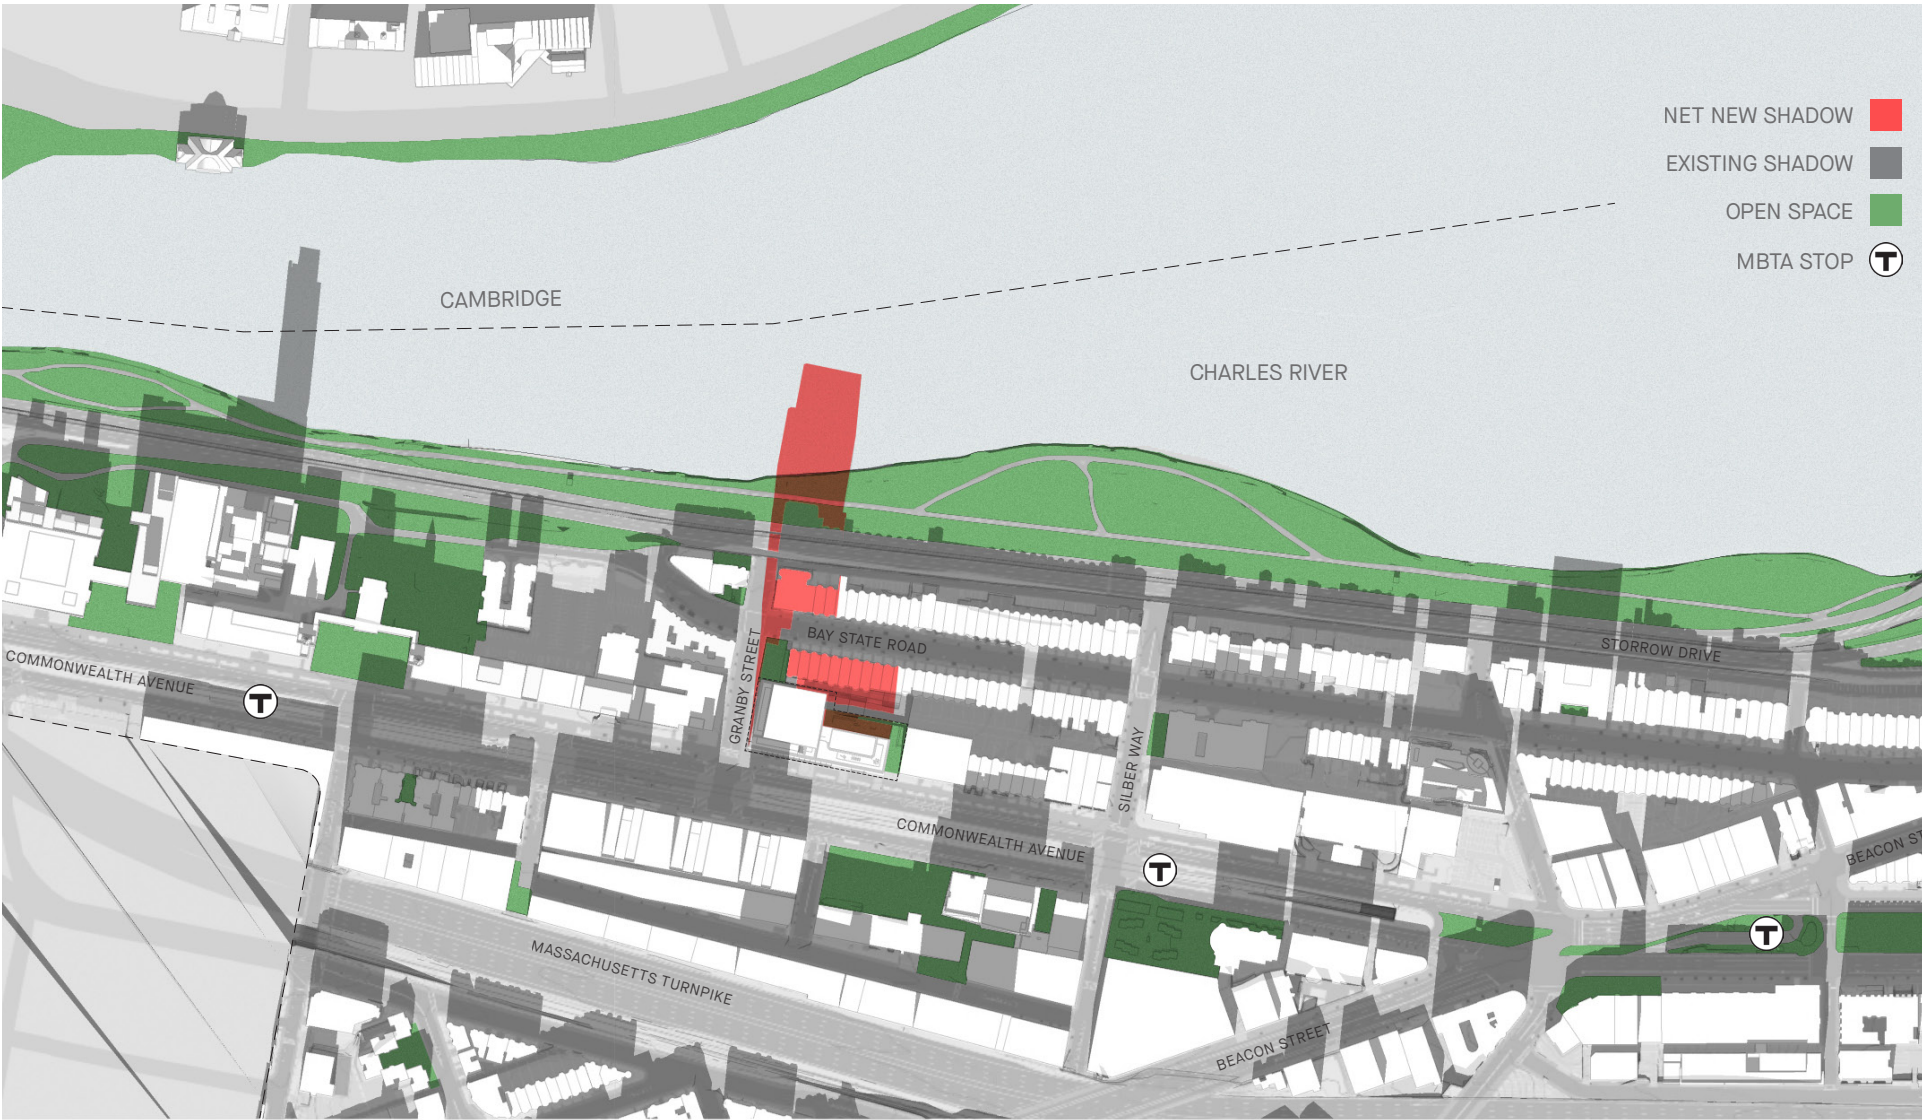 NET NEW SHADOW
EXISTING SHADOW
OPEN SPACE
MBTA STOP T
CAMBRIDGE
CHARLES RIVER
BAY STATE ROAD
STORROW DRIVE
COMMONWEALTH AVENUE
T
GRANBY STREET
SILBER WAY
COMMONWEALTH AVENUE
BEACON ST
T
T
MASSACHUSETTS TURNPIKE
BEACON STREET